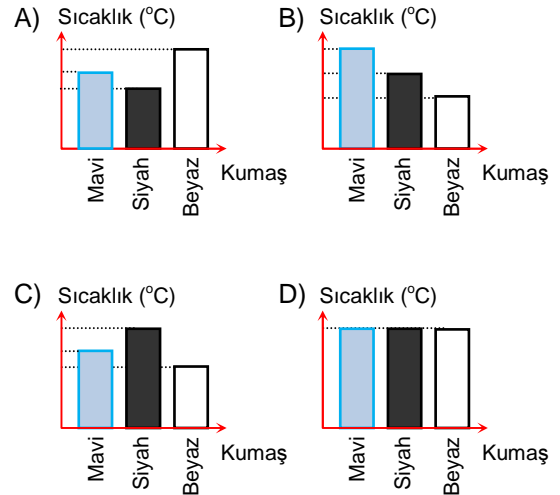 A) Sıcaklık (°C)
Mavi
Siyah
Beyaz
Kumaş
B) Sıcaklık (°C)
Mavi
Siyah
Beyaz
Kumaş
C) Sıcaklık (°C)
Mavi
Siyah
Beyaz
Kumaş
D) Sıcaklık (°C)
Mavi
Siyah
Beyaz
Kumaş